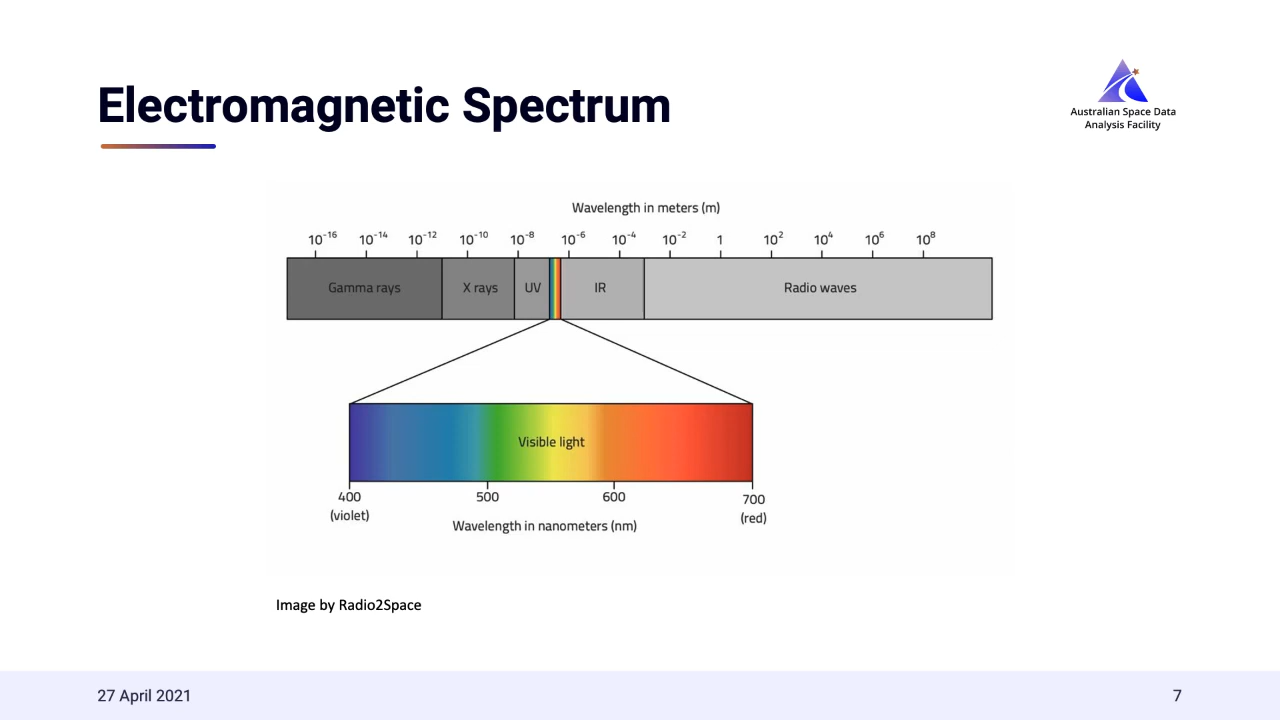 Electromagnetic Spectrum
Australian Space Data
Analysis Facility
Wavelength in meters (m)
10⁻¹⁶ 10⁻¹⁴ 10⁻¹² 10⁻¹⁰ 10⁻⁸ 10⁻⁶ 10⁻⁴ 10⁻² 1 10² 10⁴ 10⁶ 10⁸
Gamma rays X rays UV IR Radio waves
Visible light
400 500 600 700
(violet) (red)
Wavelength in nanometers (nm)
Image by Radio2Space
27 April 2021 7